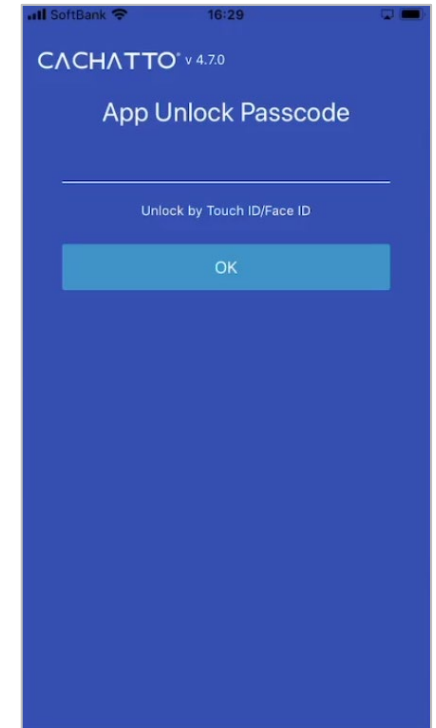 SoftBank 16:29
CACHATTO® v 4.7.0
App Unlock Passcode
Unlock by Touch ID/Face ID
OK